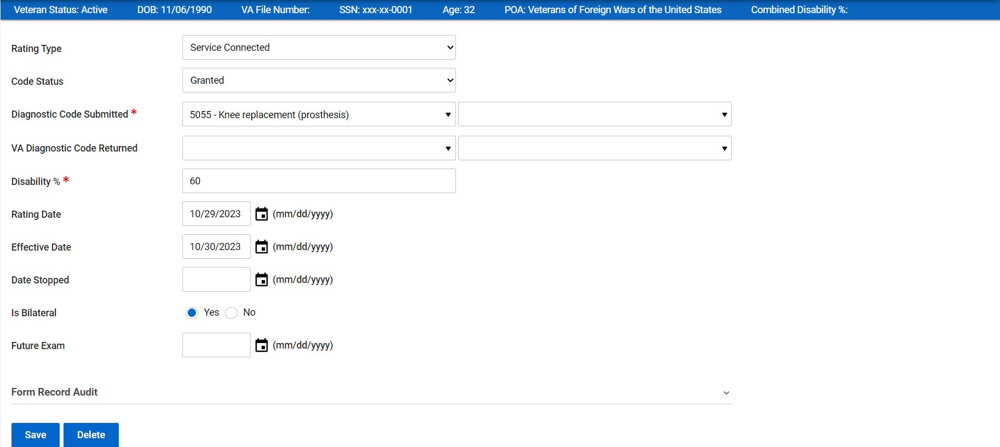 Veteran Status: Active DOB: 11/06/1990 VA File Number: SSN: xxx-xx-0001 Age: 32 POA: Veterans of Foreign Wars of the United States Combined Disability %:
Rating Type Service Connected
Code Status Granted
Diagnostic Code Submitted * 5055 - Knee replacement (prosthesis)
VA Diagnostic Code Returned
Disability % * 60
Rating Date 10/29/2023 (mm/dd/yyyy)
Effective Date 10/30/2023 (mm/dd/yyyy)
Date Stopped (mm/dd/yyyy)
Is Bilateral Yes No
Future Exam (mm/dd/yyyy)
Form Record Audit
Save Delete